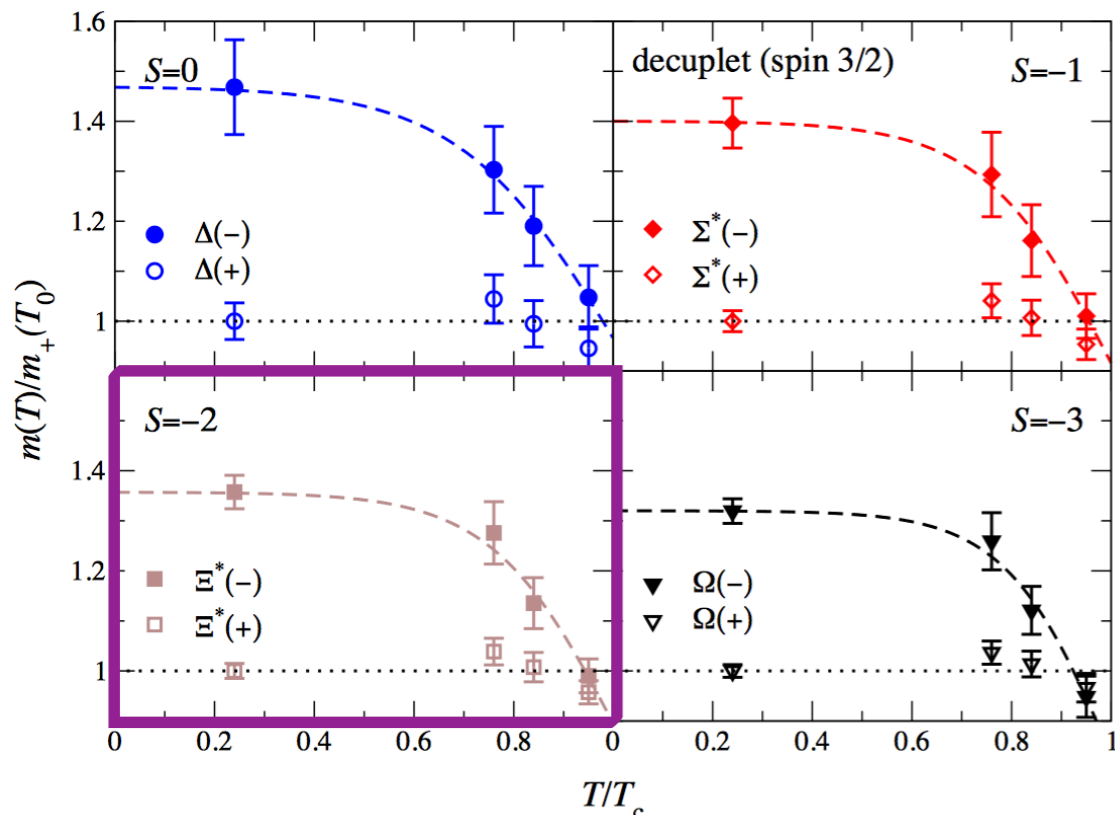 1.6
S=0
decuplet (spin 3/2)
S=−1
1.4
1.2
Δ(−)
Δ(+)
Σ*(−)
Σ*(+)
1
m(T)/m₊(T₀)
S=−2
S=−3
1.4
1.2
Ξ*(−)
Ξ*(+)
Ω(−)
Ω(+)
1
0 0.2 0.4 0.6 0.8 0 0.2 0.4 0.6 0.8 1
T/T_c